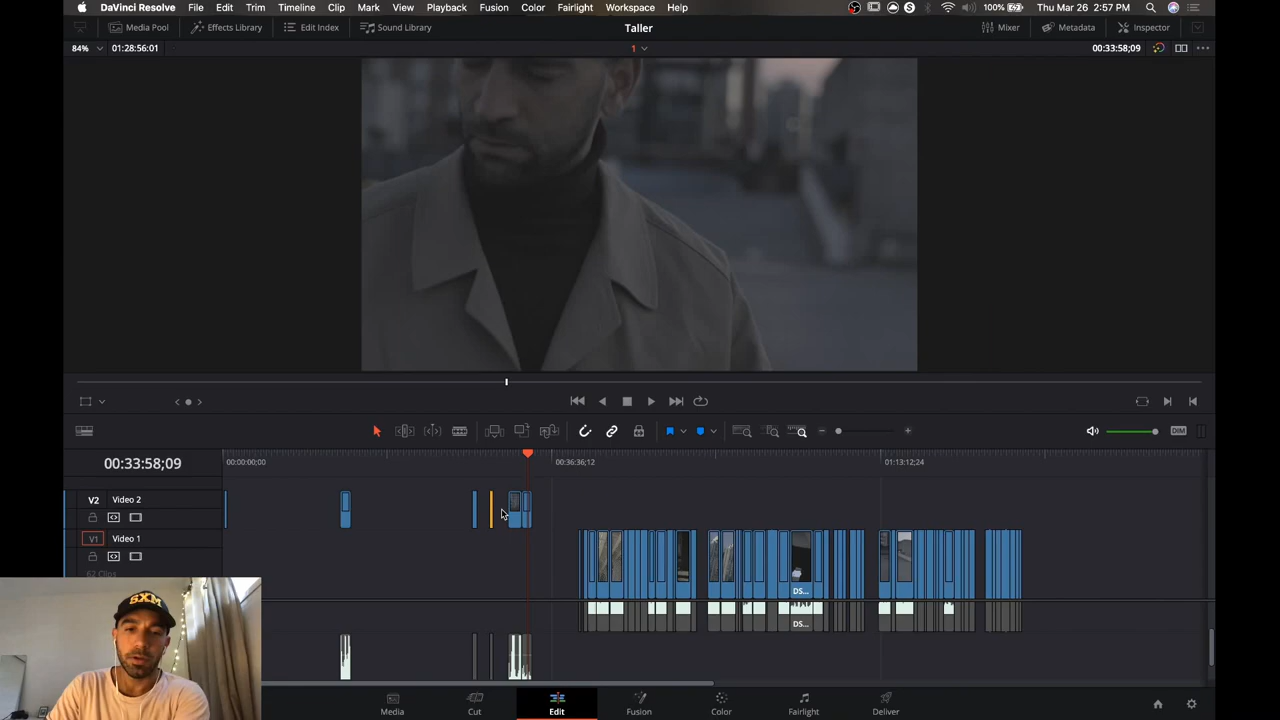 DaVinci Resolve File Edit Trim Timeline Clip Mark View Playback Fusion Color Fairlight Workspace Help 100% Thu Mar 26 2:57 PM
Media Pool Effects Library Edit Index Sound Library Taller Mixer Metadata Inspector
84% 01:28:56:01 1 00:33:58;09
DIM
00:33:58;09 00:00:00;00 00:36:36;12 01:13:12;24
V2 Video 2
V1 Video 1
62 Clips
DS...
DS...
SXM
Media Cut Edit Fusion Color Fairlight Deliver